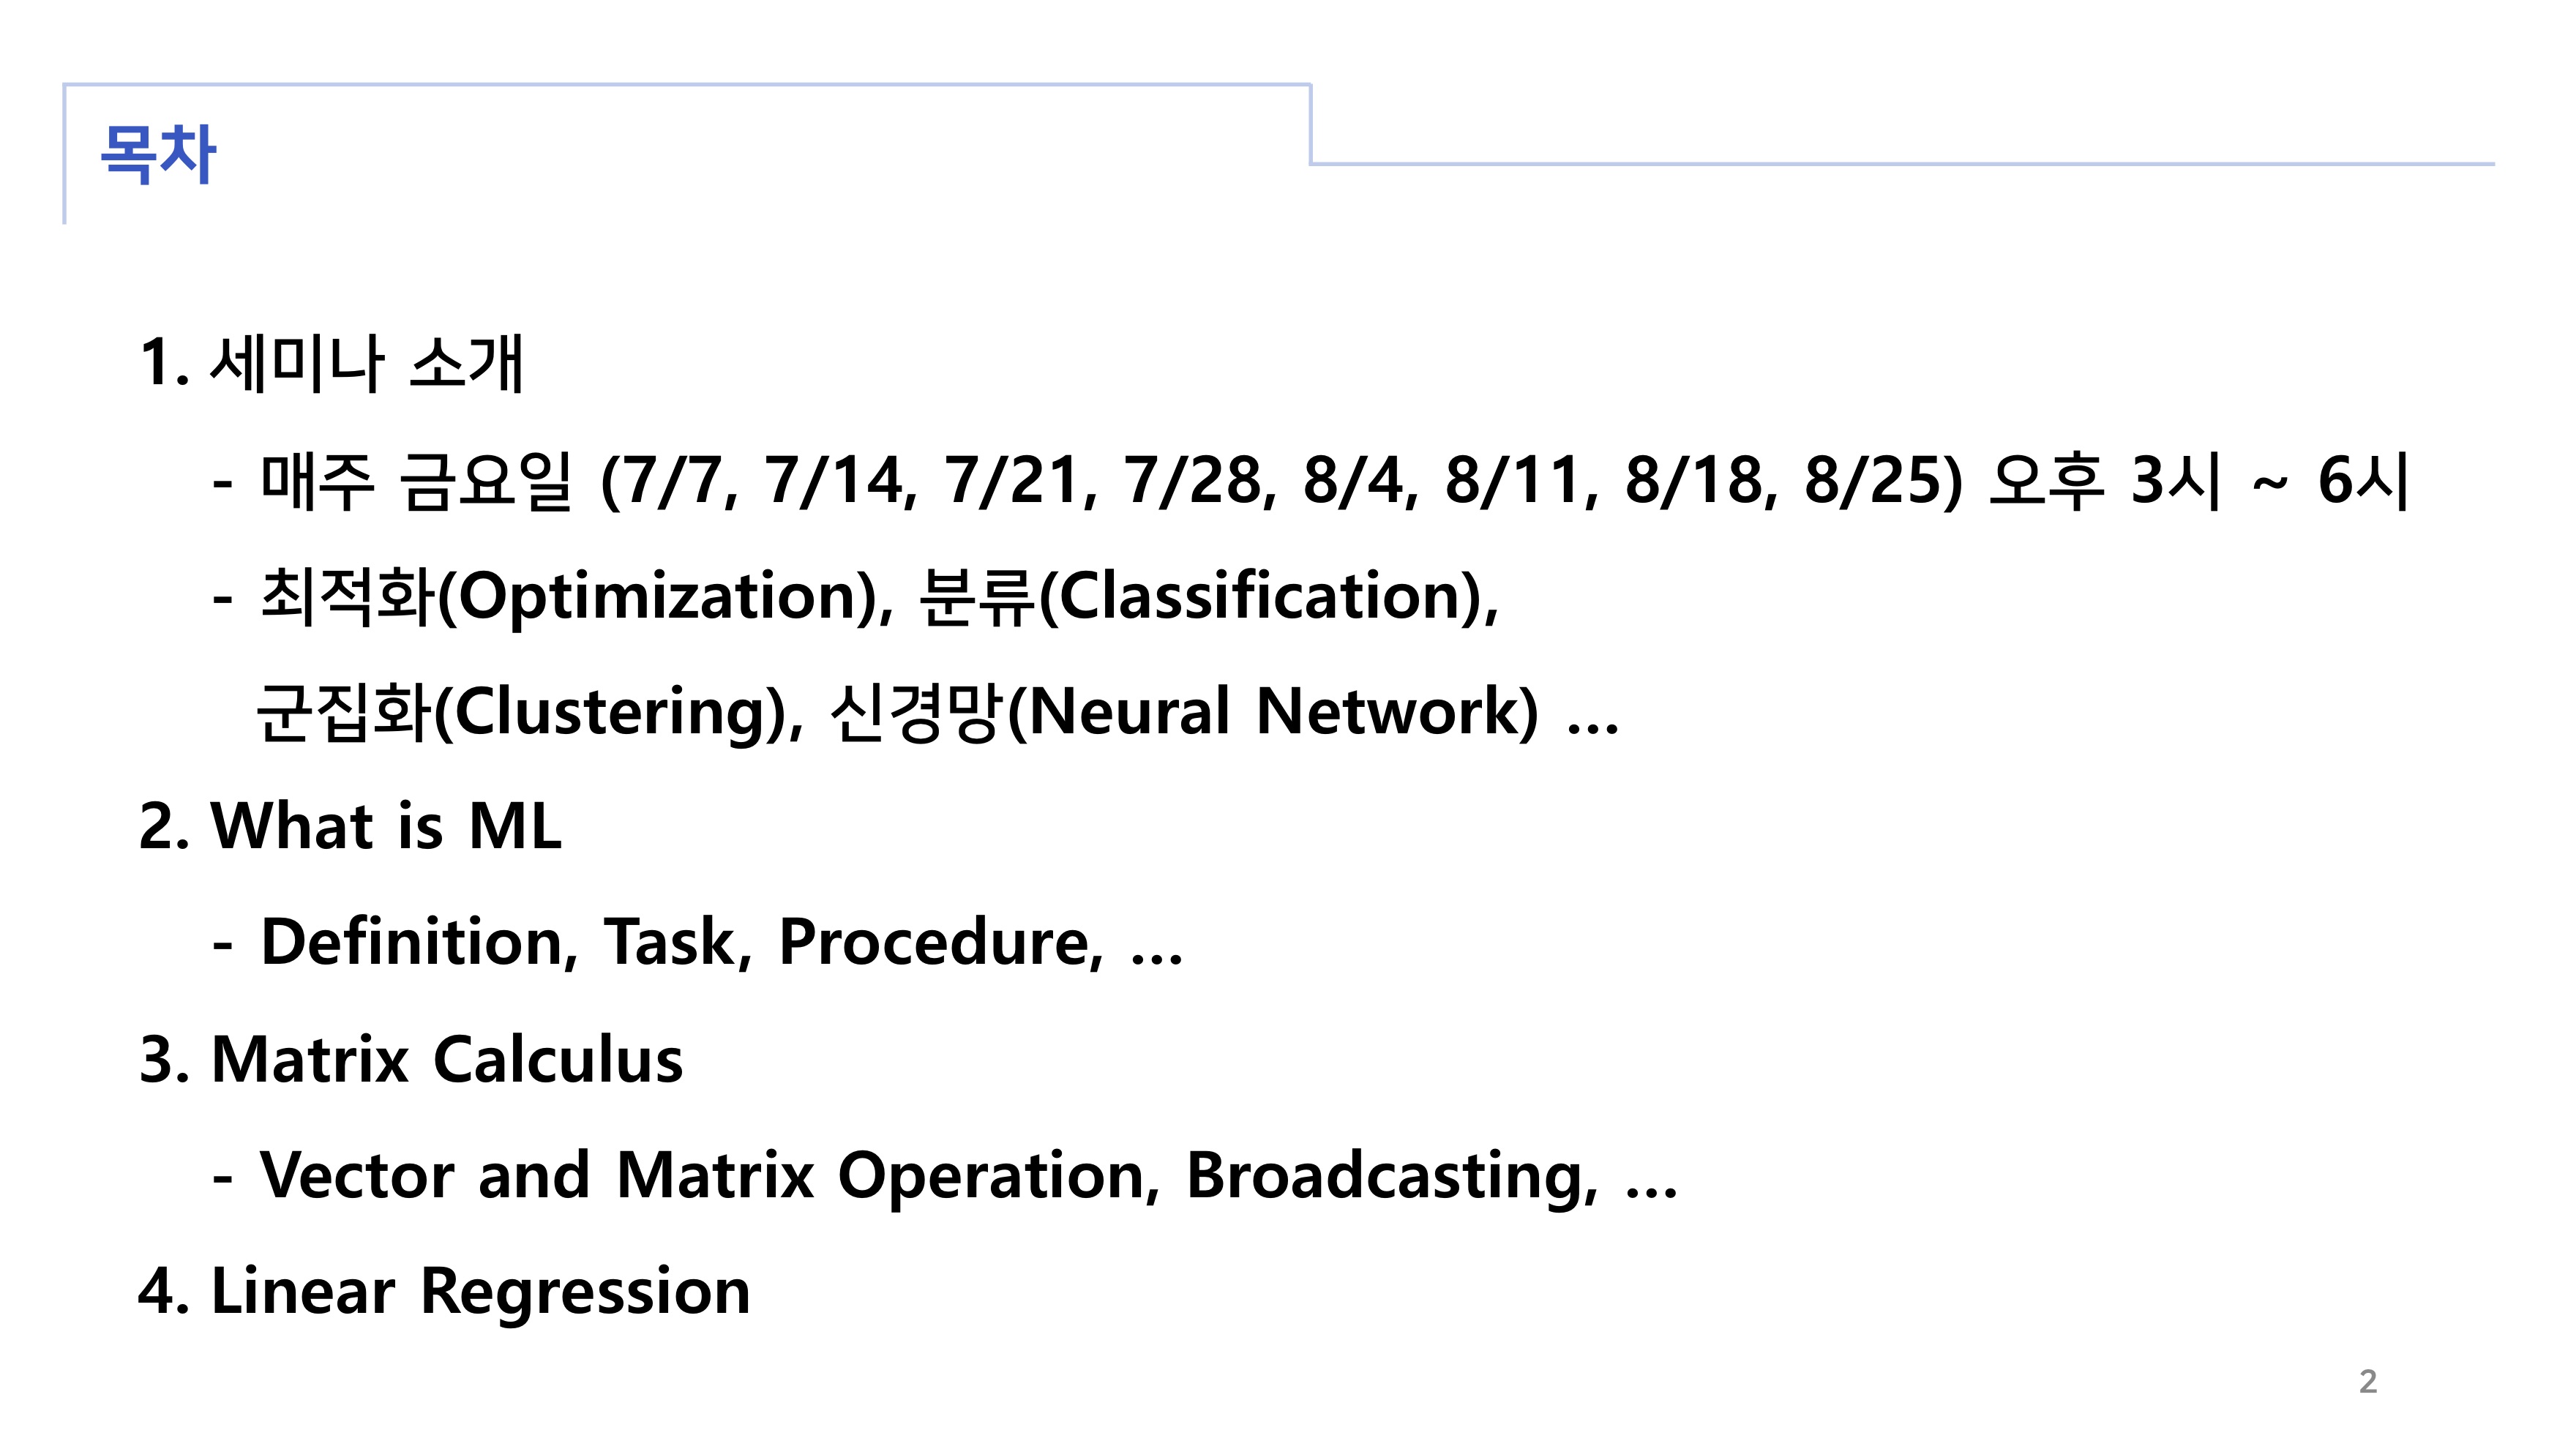 목차
1. 세미나 소개
- 매주 금요일 (7/7, 7/14, 7/21, 7/28, 8/4, 8/11, 8/18, 8/25) 오후 3시 ~ 6시
- 최적화(Optimization), 분류(Classification),
군집화(Clustering), 신경망(Neural Network) ...
2. What is ML
- Definition, Task, Procedure, ...
3. Matrix Calculus
- Vector and Matrix Operation, Broadcasting, ...
4. Linear Regression
2